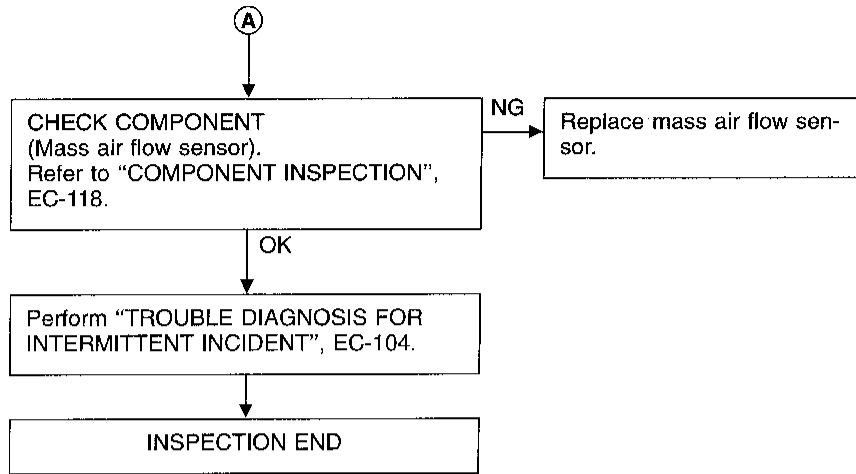 A
CHECK COMPONENT
(Mass air flow sensor).
Refer to “COMPONENT INSPECTION”,
EC-118.
NG
Replace mass air flow sen-
sor.
OK
Perform “TROUBLE DIAGNOSIS FOR
INTERMITTENT INCIDENT”, EC-104.
INSPECTION END